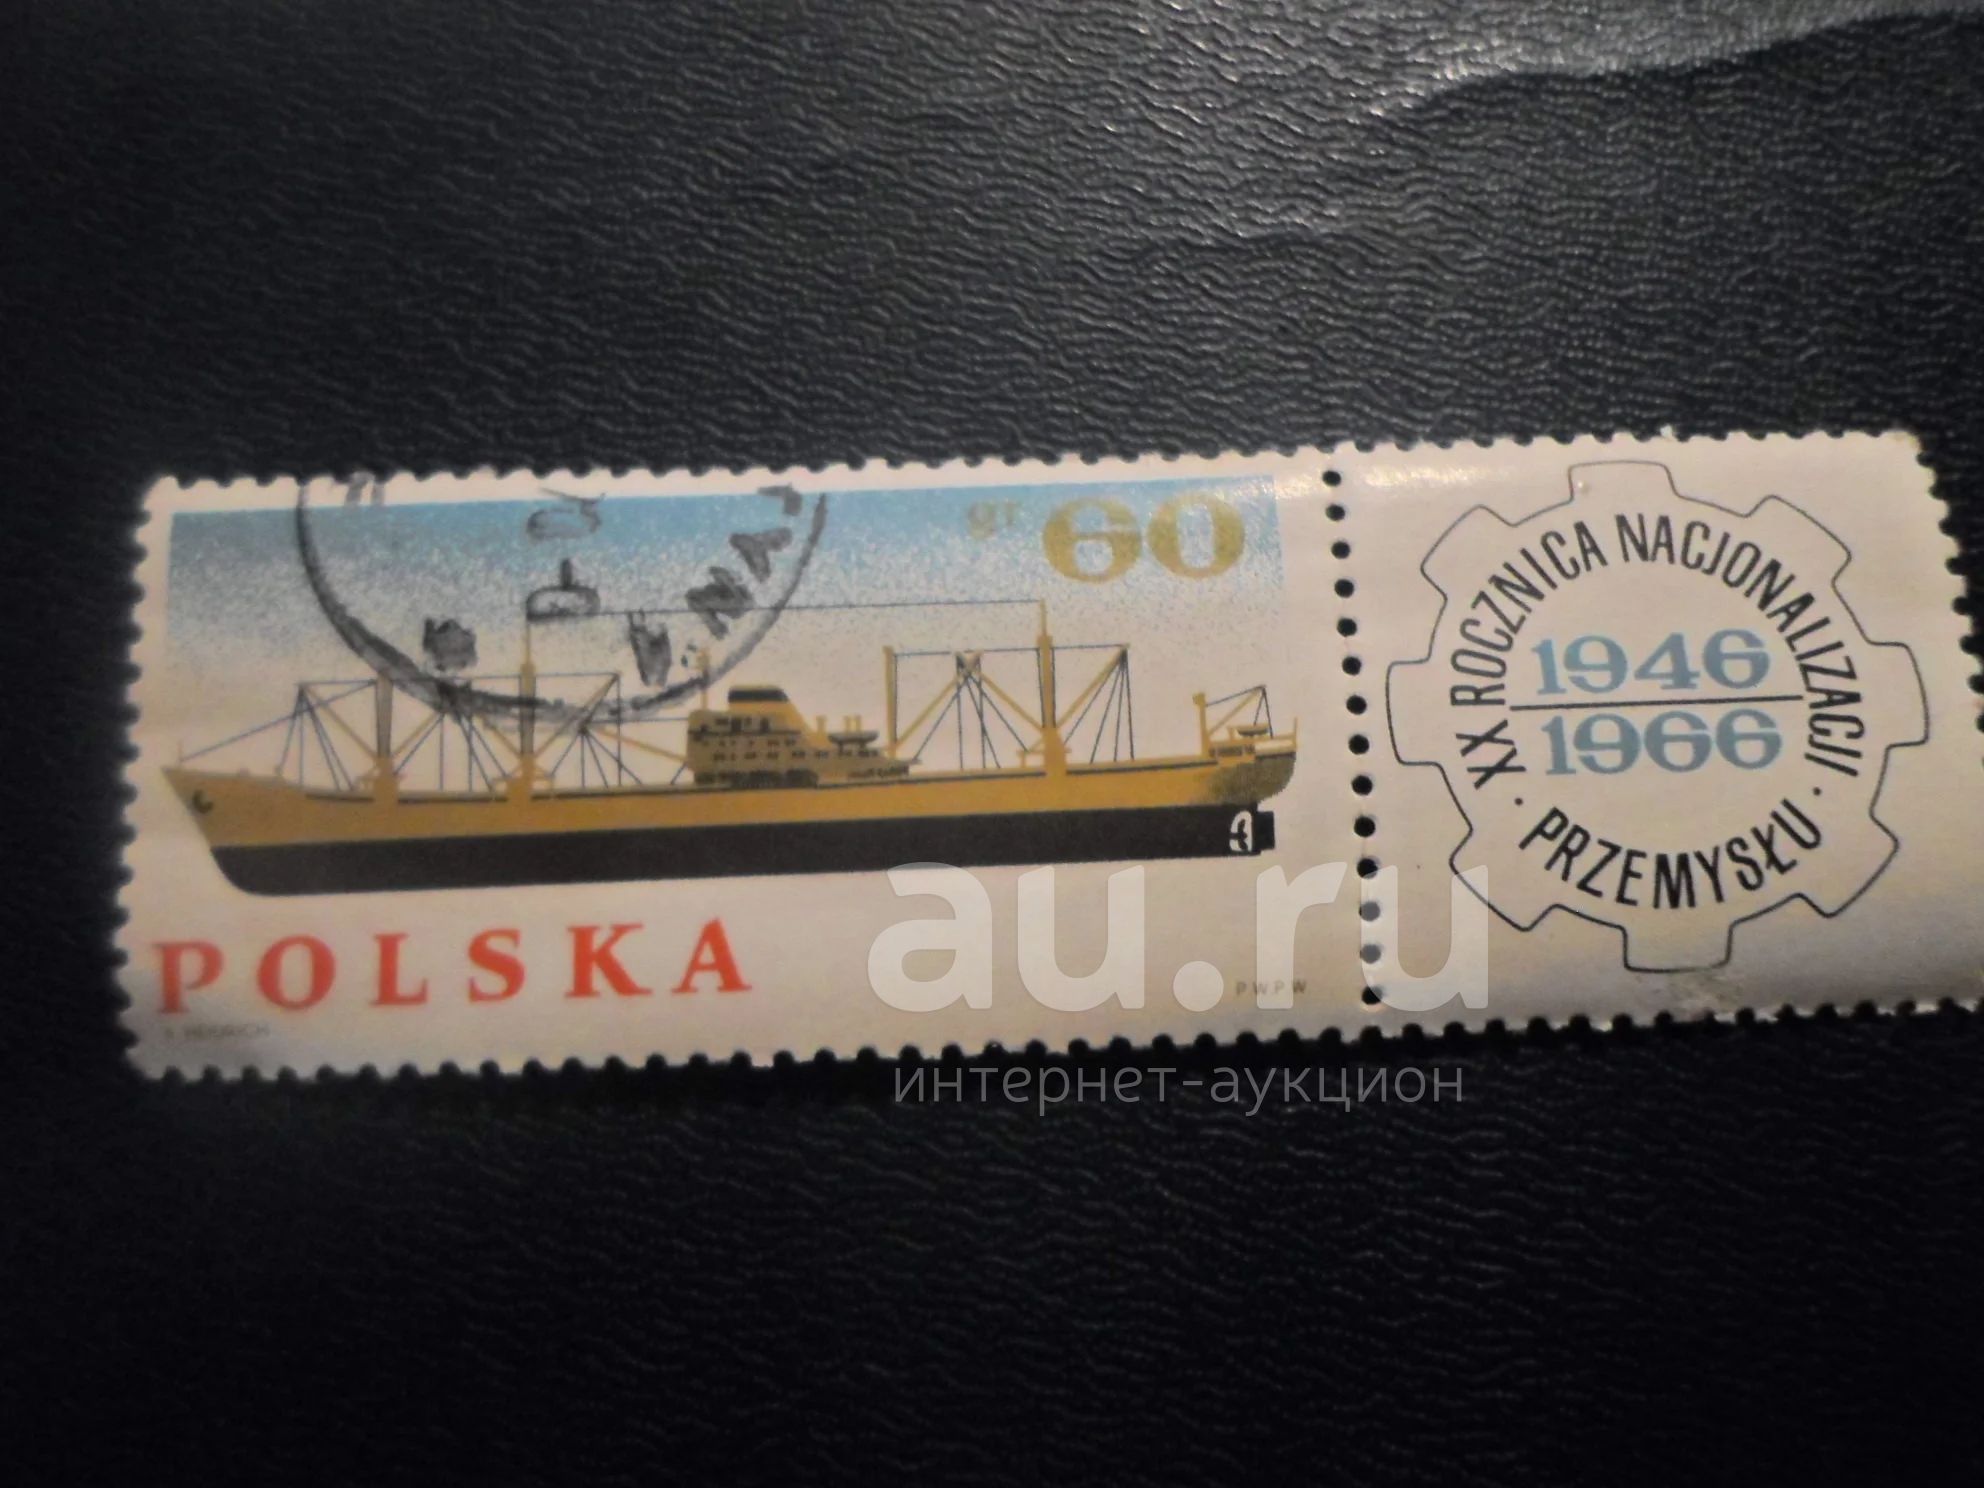 gr 60
POLSKA
PWPW
XX ROCZNICA NACJONALIZACJI
1946
1966
· PRZEMYSŁU ·
au.ru
интернет-аукцион